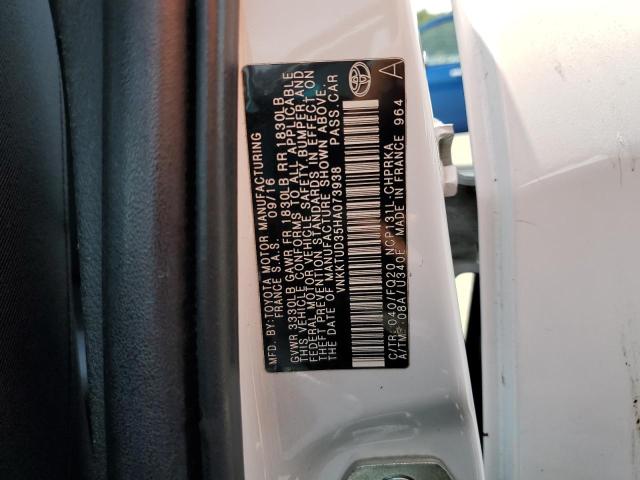 MFD. BY: TOYOTA MOTOR MANUFACTURING
FRANCE S.A.S. 09/16
GVWR 3330LB GAWR FR 1830LB RR 1830LB
THIS VEHICLE CONFORMS TO ALL APPLICABLE
FEDERAL MOTOR VEHICLE SAFETY, BUMPER, AND
THEFT PREVENTION STANDARDS IN EFFECT ON
THE DATE OF MANUFACTURE SHOWN ABOVE.
VNKKTUD35HA073938 PASS.CAR
C/TR: 040/FQ20 NCP131L-CHPRKA
A/TM: -08A/U340F MADE IN FRANCE 964
A